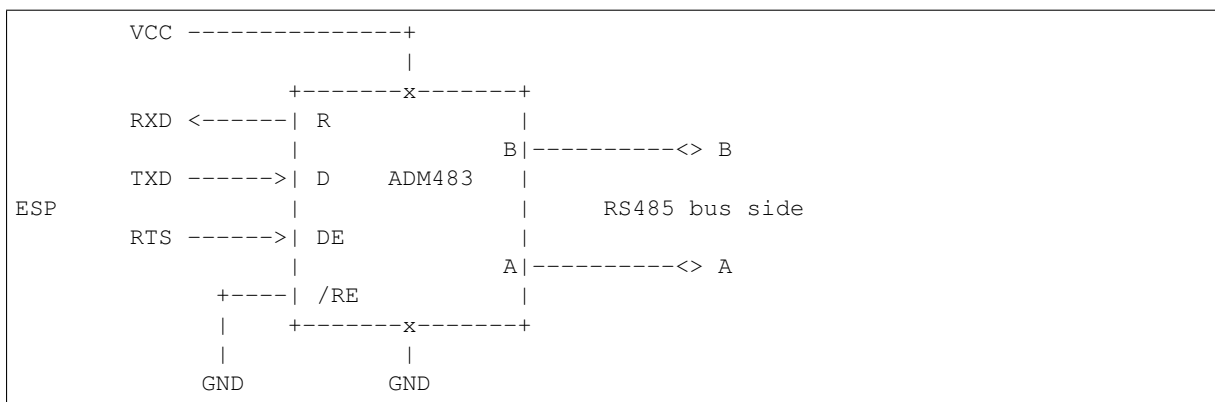 VCC ---------------+
                           |
                   +-------x-------+
        RXD <------| R             |
                   |              B|----------<> B
        TXD ------>| D    ADM483   |
ESP                |               |     RS485 bus side
        RTS ------>| DE            |
                   |              A|----------<> A
              +----| /RE           |
              |    +-------x-------+
              |            |
             GND          GND